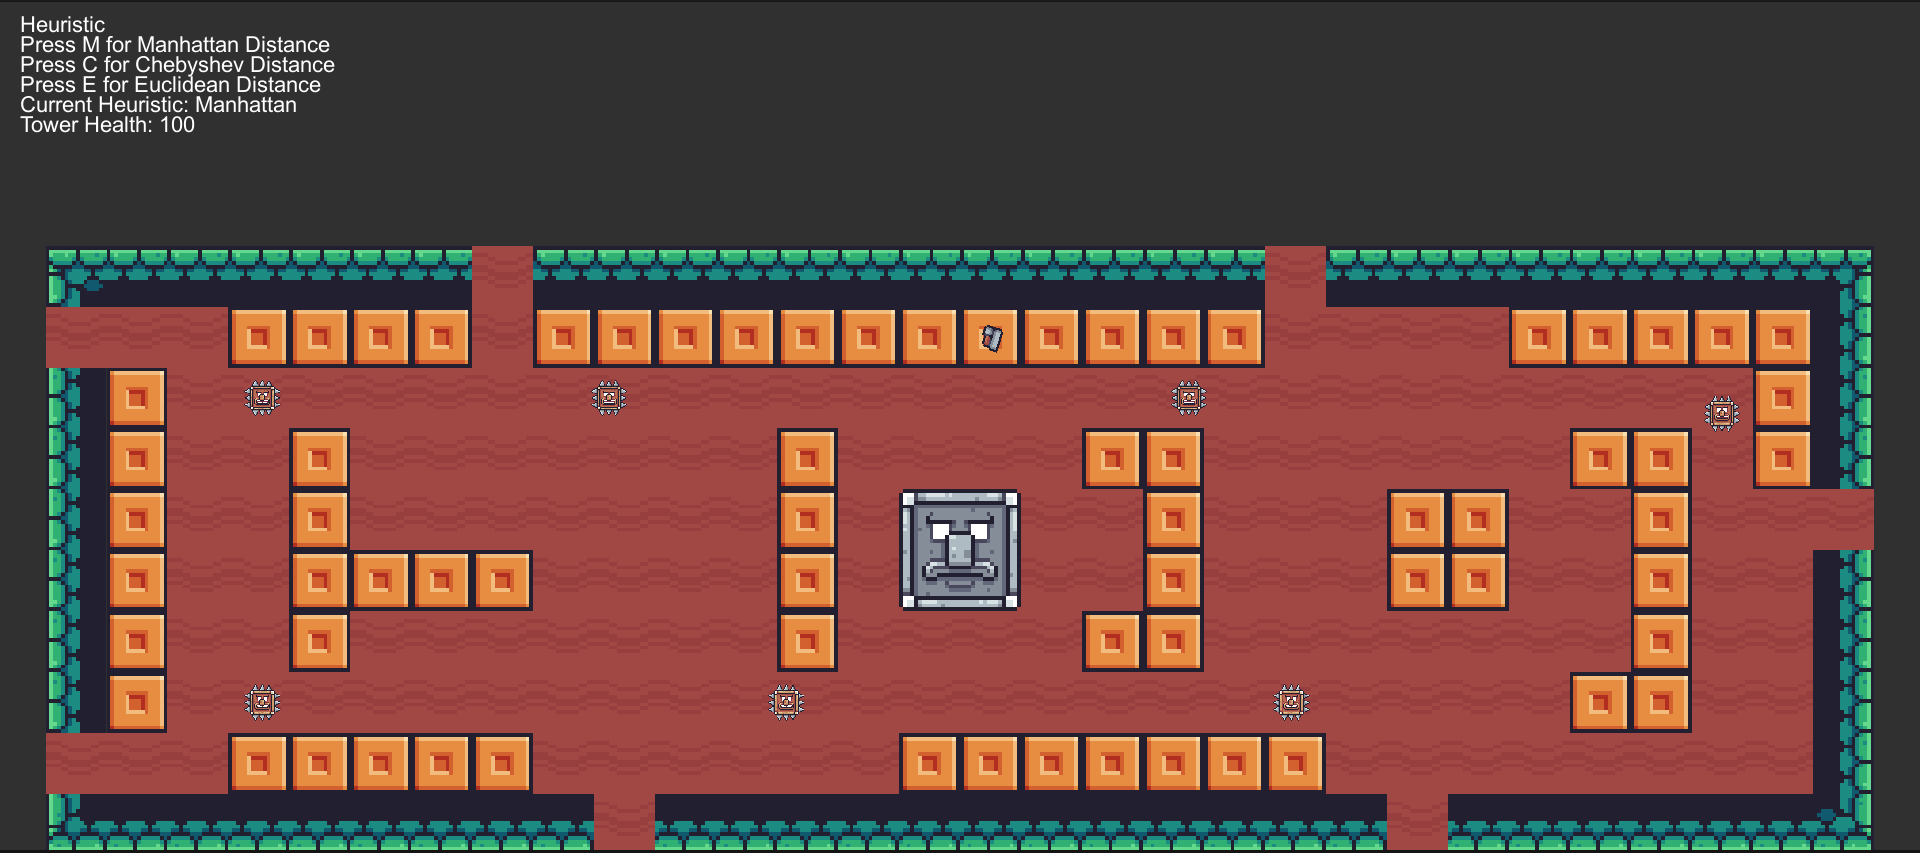 Heuristic
Press M for Manhattan Distance
Press C for Chebyshev Distance
Press E for Euclidean Distance
Current Heuristic: Manhattan
Tower Health: 100